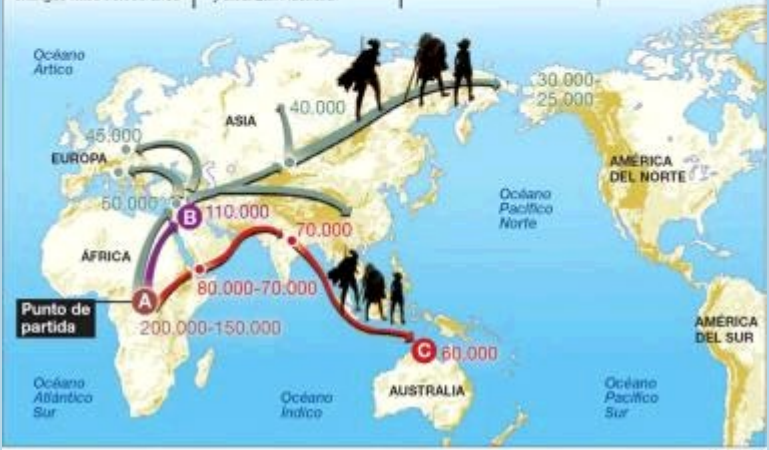 Océano
Ártico
ASIA
40.000
30.000-
25.000
45.000
EUROPA
50.000
AMÉRICA
DEL NORTE
B
110.000
Océano
Pacífico
Norte
70.000
ÁFRICA
80.000-70.000
A
Punto de
partida
200.000-150.000
C
60.000
AMÉRICA
DEL SUR
AUSTRALIA
Océano
Atlántico
Sur
Océano
Índico
Océano
Pacífico
Sur